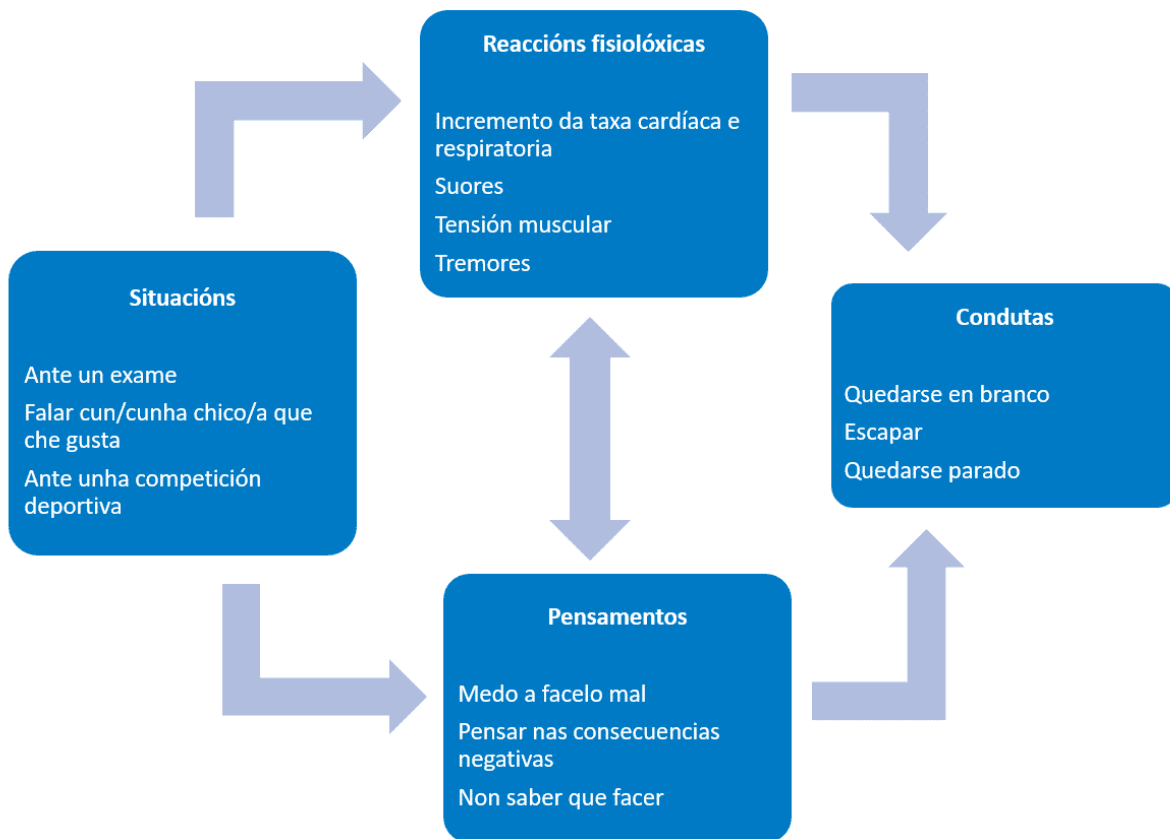 Reaccións fisiolóxicas
Incremento da taxa cardíaca e
respiratoria
Suores
Tensión muscular
Tremores
Situacións
Ante un exame
Falar cun/cunha chico/a que
che gusta
Ante unha competición
deportiva
Condutas
Quedarse en branco
Escapar
Quedarse parado
Pensamentos
Medo a facelo mal
Pensar nas consecuencias
negativas
Non saber que facer